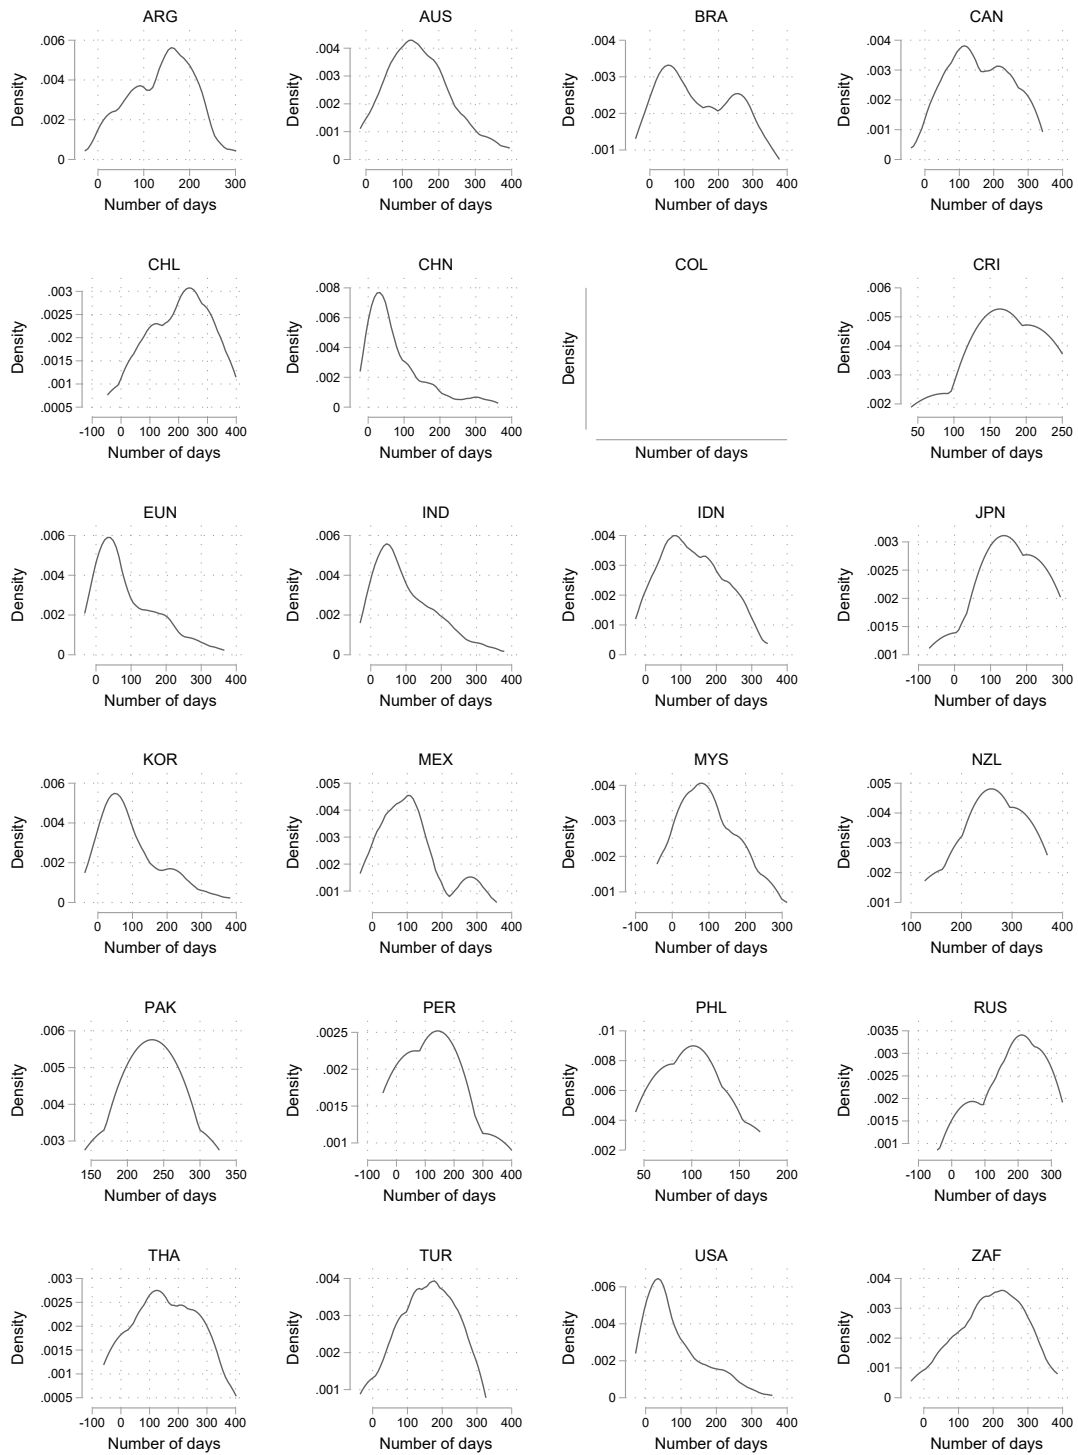 ARG AUS BRA CAN
.006 .004 .004 .004
.004 .003 .003 .003
.002 .002 .002 .002
0 .001 .001 .001
0 0
Density Density Density Density
0 100 200 300 0 100 200 300 400 0 100 200 300 400 0 100 200 300 400
Number of days Number of days Number of days Number of days
CHL CHN COL CRI
.003 .008 .006
.0025 .006 .005
.002 .004 .004
.0015 .002 .003
.001 0 .002
.0005
Density Density Density Density
-100 0 100 200 300 400 0 100 200 300 400 50 100 150 200 250
Number of days Number of days Number of days Number of days
EUN IND IDN JPN
.006 .006 .004 .003
.004 .004 .003 .0025
.002 .002 .002 .002
0 0 .001 .0015
0 .001
Density Density Density Density
0 100 200 300 400 0 100 200 300 400 0 100 200 300 400 -100 0 100 200 300
Number of days Number of days Number of days Number of days
KOR MEX MYS NZL
.006 .005 .004 .005
.004 .004 .003 .004
.002 .003 .002 .003
0 .002 .001 .002
.001 .001
Density Density Density Density
0 100 200 300 400 0 100 200 300 400 -100 0 100 200 300 100 200 300 400
Number of days Number of days Number of days Number of days
PAK PER PHL RUS
.006 .0025 .01 .0035
.005 .002 .008 .003
.004 .0015 .006 .0025
.003 .001 .004 .002
.002 .0015
.001
Density Density Density Density
150 200 250 300 350 -100 0 100 200 300 400 50 100 150 200 -100 0 100 200 300
Number of days Number of days Number of days Number of days
THA TUR USA ZAF
.003 .004 .006 .004
.0025 .003 .004 .003
.002 .002 .002 .002
.0015 .001 0 .001
.001 0
.0005
Density Density Density Density
-100 0 100 200 300 400 0 100 200 300 400 0 100 200 300 400 0 100 200 300 400
Number of days Number of days Number of days Number of days